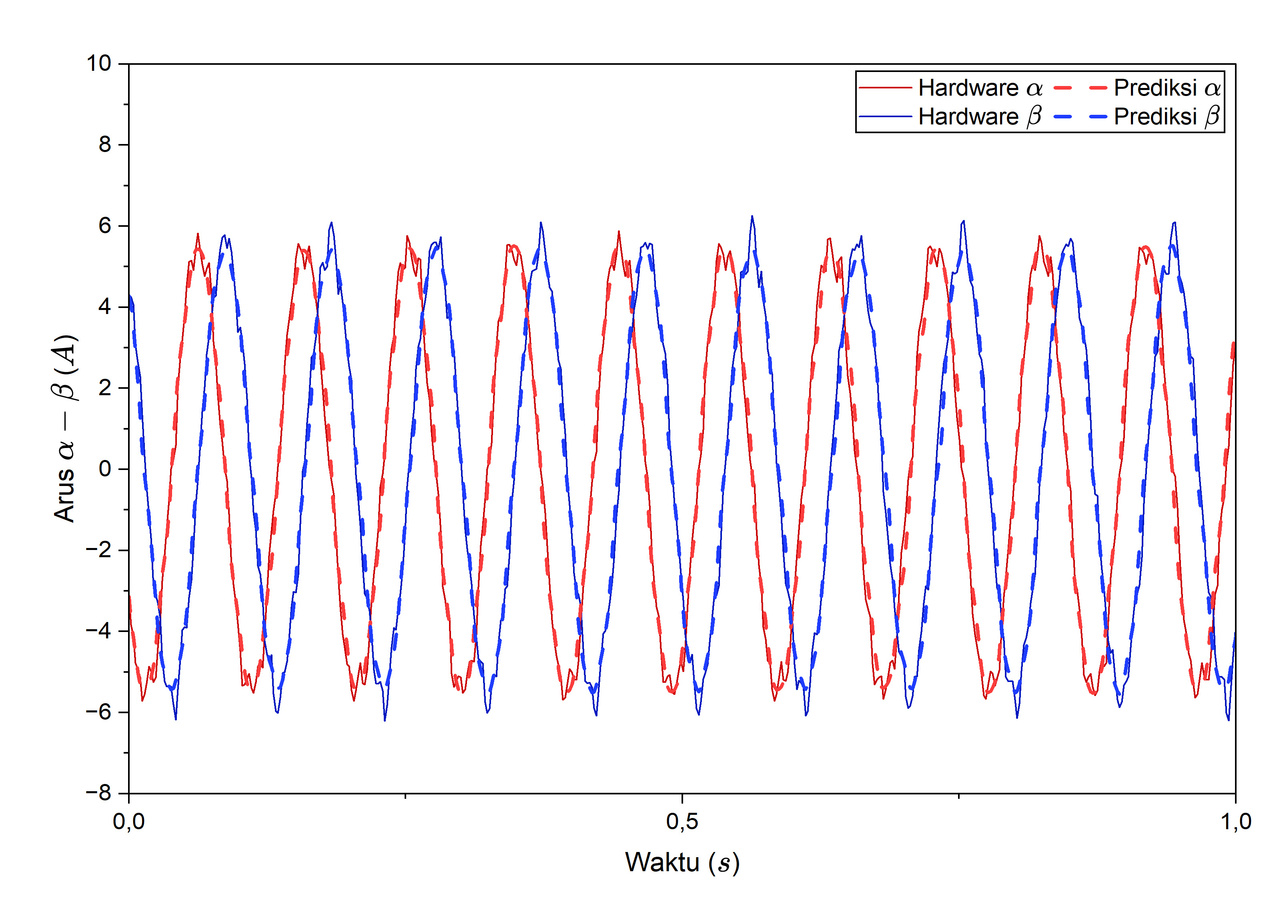 10
8
6
4
2
0
−2
−4
−6
−8
Arus α − β (A)
Hardware α Prediksi α
Hardware β Prediksi β
0,0 0,5 1,0
Waktu (s)